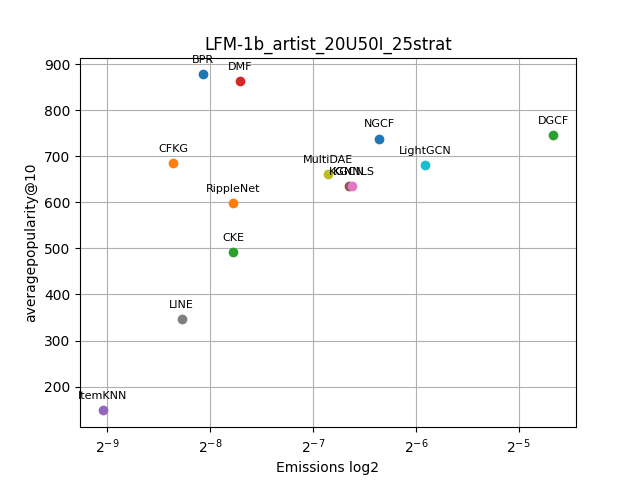 LFM-1b_artist_20U50I_25strat
900
800
700
600
500
400
300
200
averagepopularity@10
BPR
DMF
DGCF
NGCF
LightGCN
CFKG
MultiDAE
RippleNet
CKE
LINE
ItemKNN
2⁻⁹
2⁻⁸
2⁻⁷
2⁻⁶
2⁻⁵
Emissions log2